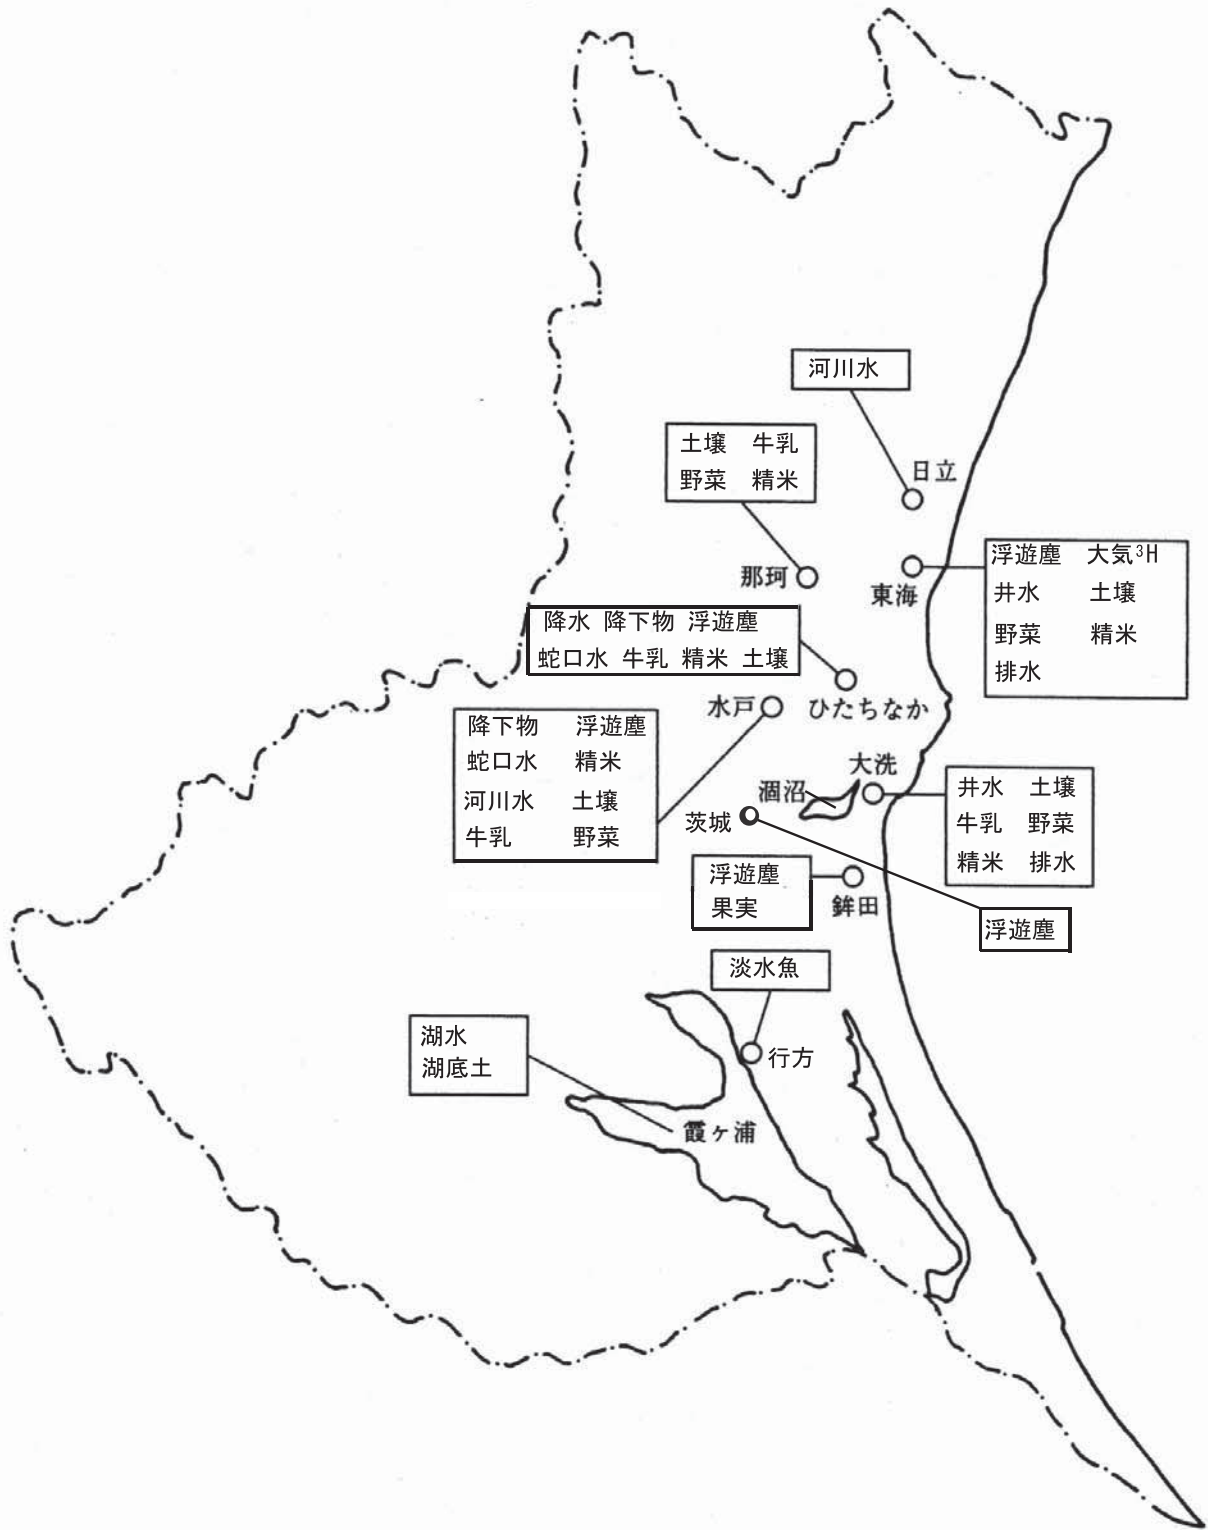 河川水
土壌 牛乳
野菜 精米
日立
浮遊塵 大気³H
井水 土壌
野菜 精米
排水
那珂
東海
降水 降下物 浮遊塵
蛇口水 牛乳 精米 土壌
水戸
ひたちなか
降下物 浮遊塵
蛇口水 精米
河川水 土壌
牛乳 野菜
大洗
涸沼
井水 土壌
牛乳 野菜
精米 排水
茨城
浮遊塵
果実
鉾田
浮遊塵
淡水魚
湖水
湖底土
行方
霞ヶ浦